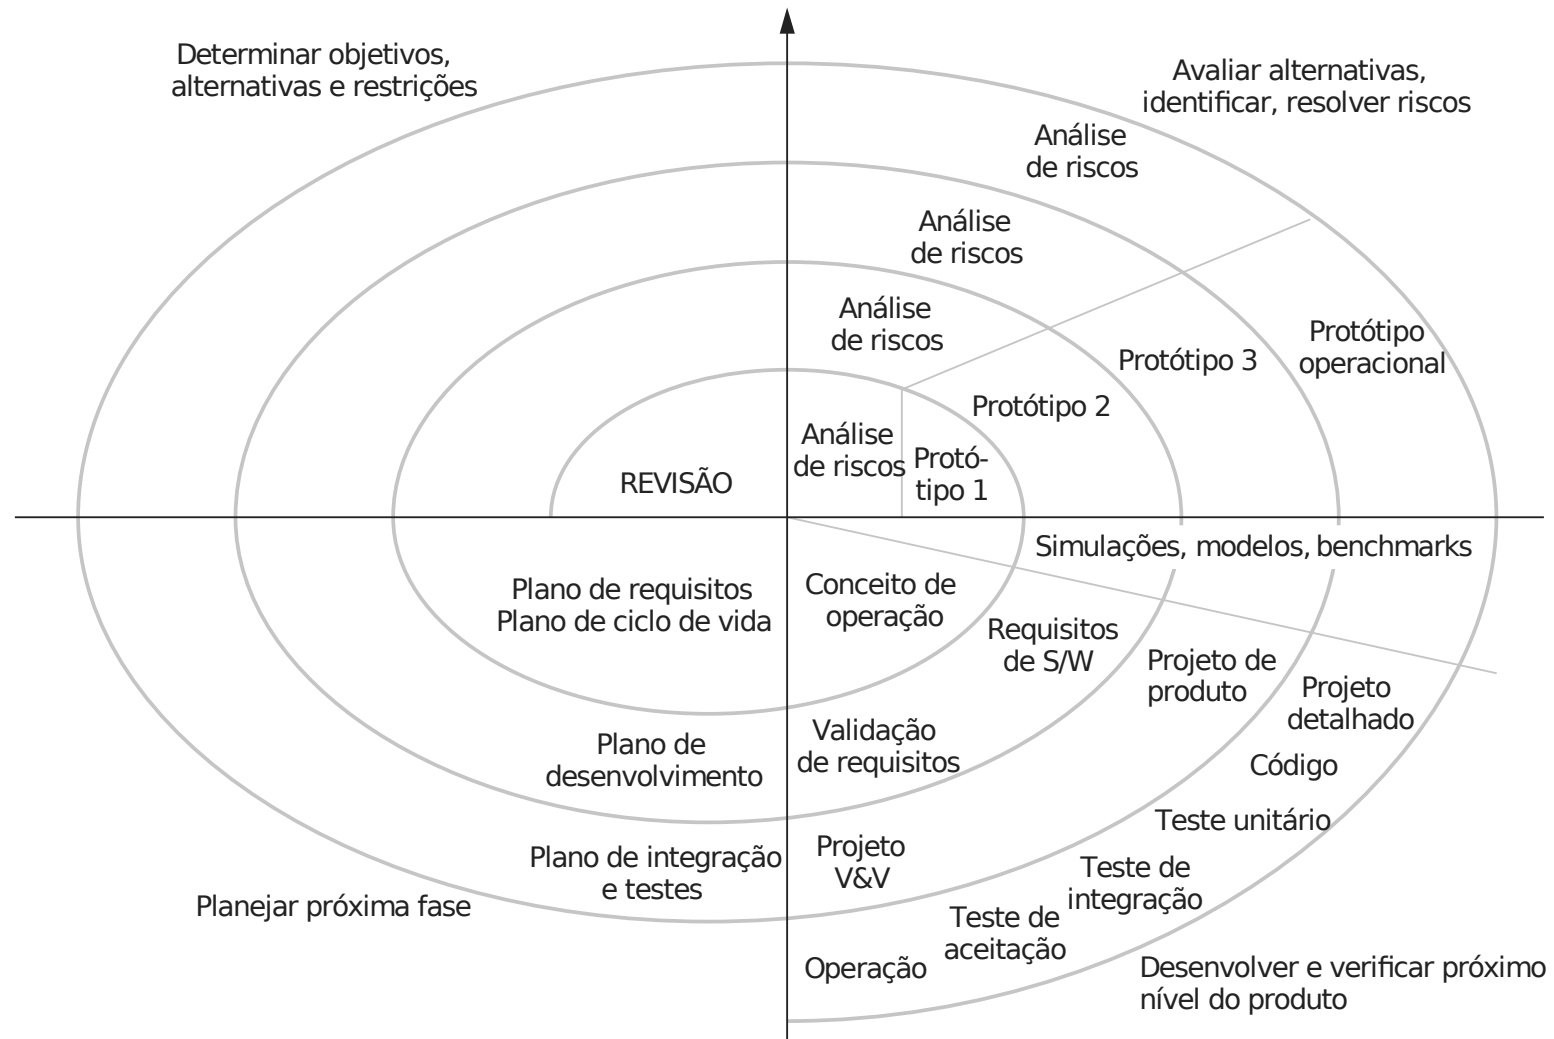 Determinar objetivos,
alternativas e restrições
Avaliar alternativas,
identificar, resolver riscos
Análise
de riscos
Análise
de riscos
Análise
de riscos
Protótipo
operacional
Protótipo 3
Protótipo 2
Análise
de riscos
Protó-
tipo 1
REVISÃO
Simulações, modelos, benchmarks
Plano de requisitos
Plano de ciclo de vida
Conceito de
operação
Requisitos
de S/W
Projeto de
produto
Projeto
detalhado
Plano de
desenvolvimento
Validação
de requisitos
Código
Teste unitário
Plano de integração
e testes
Projeto
V&V
Teste de
integração
Teste de
aceitação
Operação
Planejar próxima fase
Desenvolver e verificar próximo
nível do produto